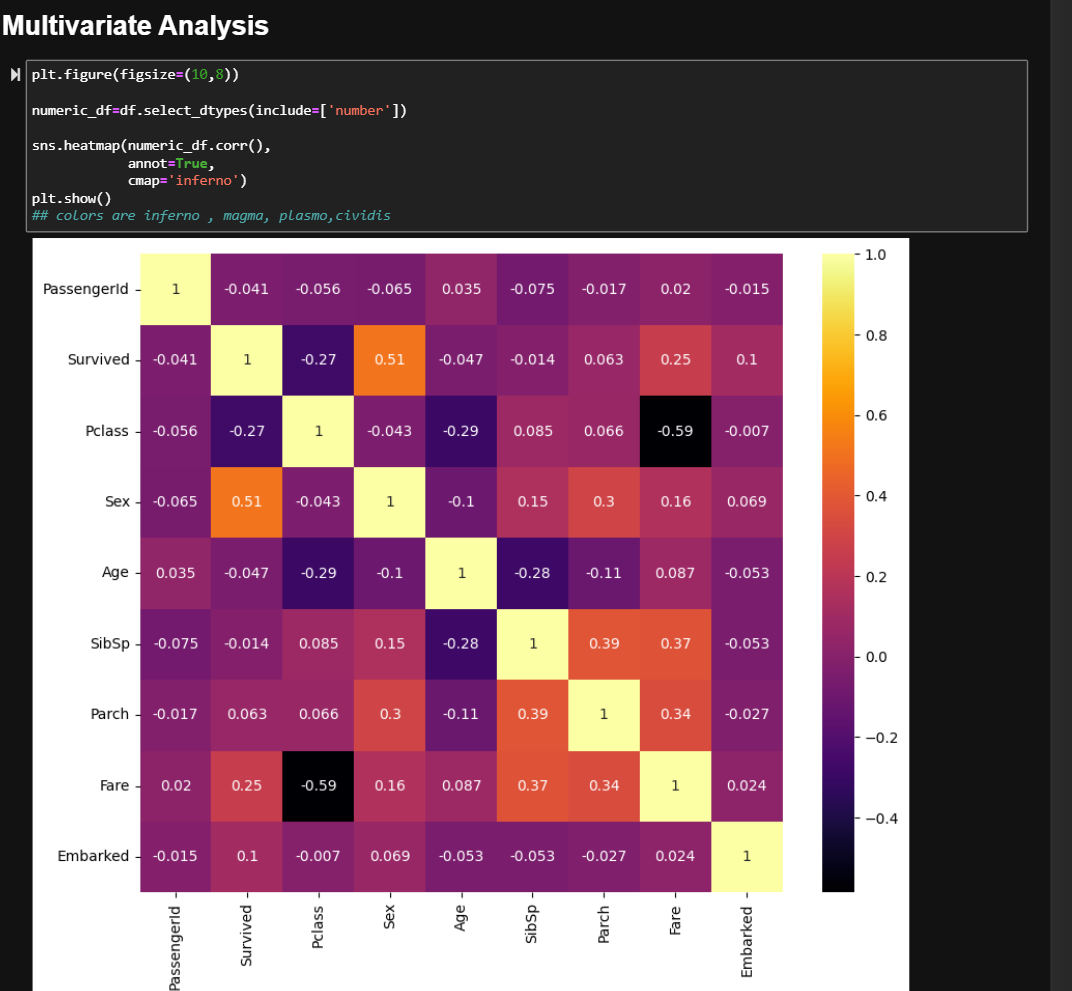 Multivariate Analysis
plt.figure(figsize=(10,8))
numeric_df=df.select_dtypes(include=['number'])
sns.heatmap(numeric_df.corr(),
annot=True,
cmap='inferno')
plt.show()
## colors are inferno , magma, plasmo,cividis
PassengerId 1 -0.041 -0.056 -0.065 0.035 -0.075 -0.017 0.02 -0.015
Survived -0.041 1 -0.27 0.51 -0.047 -0.014 0.063 0.25 0.1
Pclass -0.056 -0.27 1 -0.043 -0.29 0.085 0.066 -0.59 -0.007
Sex -0.065 0.51 -0.043 1 -0.1 0.15 0.3 0.16 0.069
Age 0.035 -0.047 -0.29 -0.1 1 -0.28 -0.11 0.087 -0.053
SibSp -0.075 -0.014 0.085 0.15 -0.28 1 0.39 0.37 -0.053
Parch -0.017 0.063 0.066 0.3 -0.11 0.39 1 0.34 -0.027
Fare 0.02 0.25 -0.59 0.16 0.087 0.37 0.34 1 0.024
Embarked -0.015 0.1 -0.007 0.069 -0.053 -0.053 -0.027 0.024 1
PassengerId Survived Pclass Sex Age SibSp Parch Fare Embarked
1.0
0.8
0.6
0.4
0.2
0.0
−0.2
−0.4